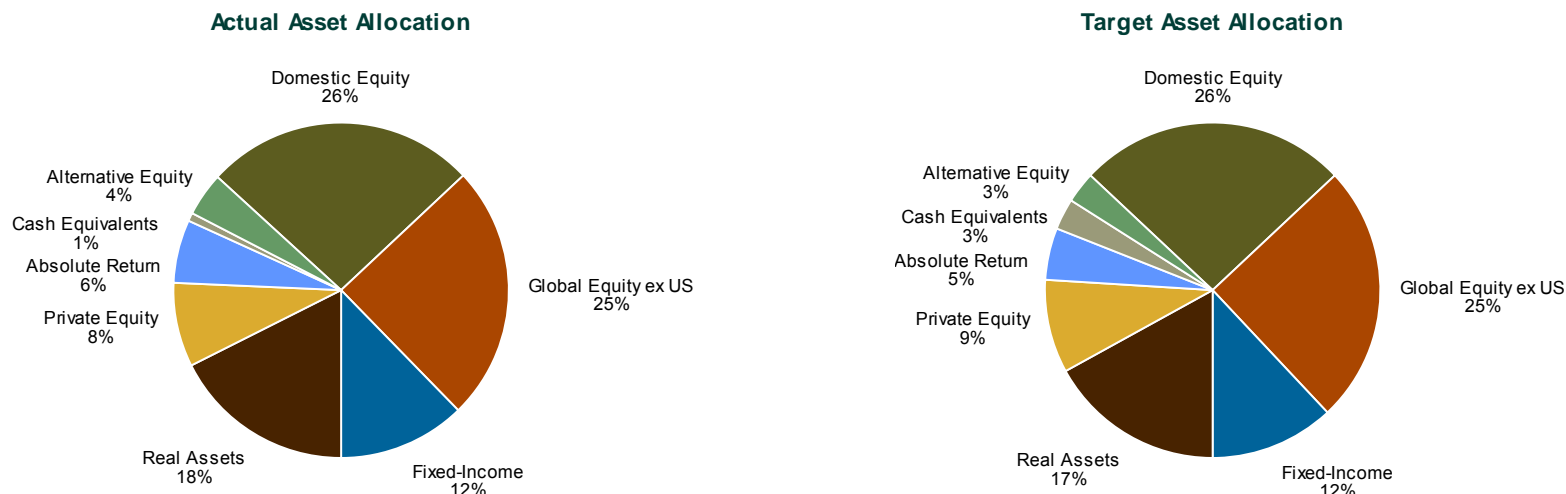 Actual Asset Allocation
Domestic Equity
26%
Alternative Equity
4%
Cash Equivalents
1%
Absolute Return
6%
Private Equity
8%
Global Equity ex US
25%
Real Assets
18%
Fixed-Income
12%
Target Asset Allocation
Domestic Equity
26%
Alternative Equity
3%
Cash Equivalents
3%
Absolute Return
5%
Private Equity
9%
Global Equity ex US
25%
Real Assets
17%
Fixed-Income
12%